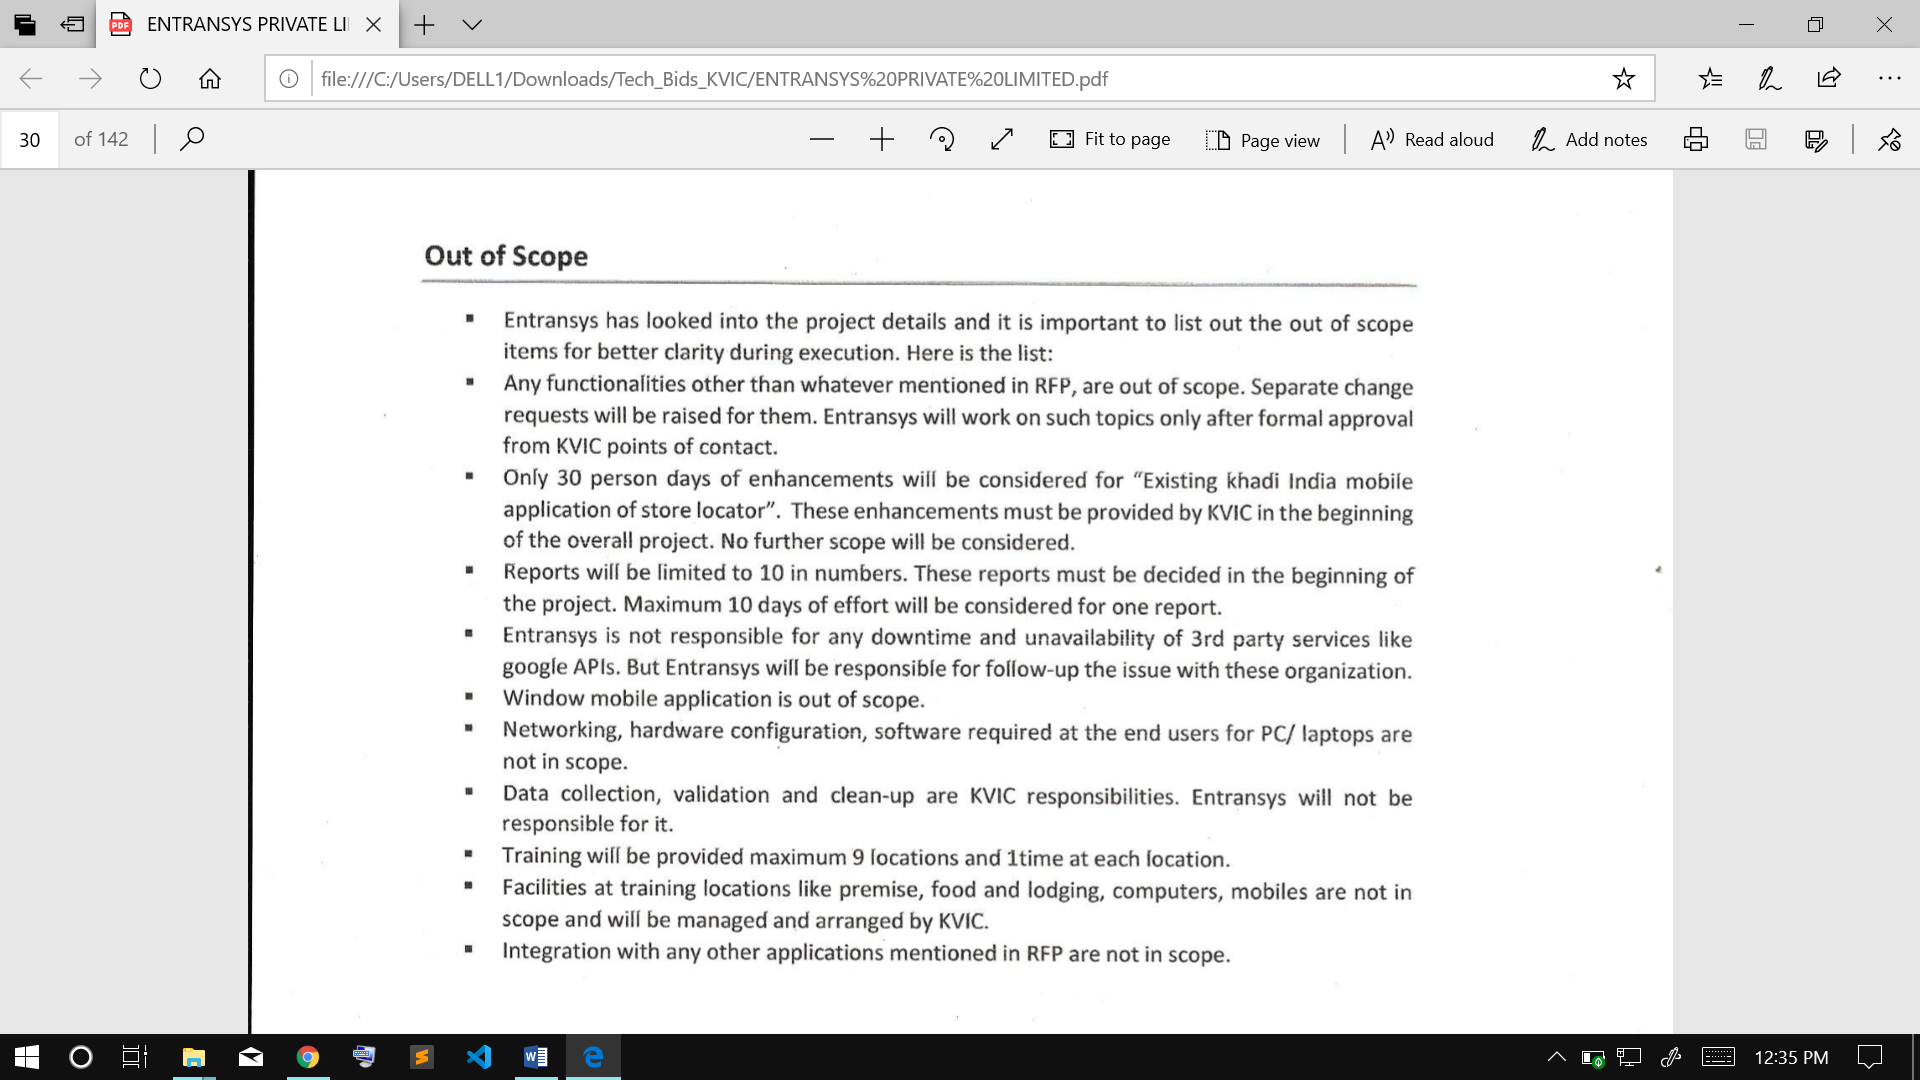 ENTRANSYS PRIVATE LI
file:///C:/Users/DELL1/Downloads/Tech_Bids_KVIC/ENTRANSYS%20PRIVATE%20LIMITED.pdf
30 of 142 Fit to page Page view Read aloud Add notes
Out of Scope
▪ Entransys has looked into the project details and it is important to list out the out of scope
items for better clarity during execution. Here is the list:
▪ Any functionalities other than whatever mentioned in RFP, are out of scope. Separate change
requests will be raised for them. Entransys will work on such topics only after formal approval
from KVIC points of contact.
▪ Only 30 person days of enhancements will be considered for “Existing khadi India mobile
application of store locator”. These enhancements must be provided by KVIC in the beginning
of the overall project. No further scope will be considered.
▪ Reports will be limited to 10 in numbers. These reports must be decided in the beginning of
the project. Maximum 10 days of effort will be considered for one report.
▪ Entransys is not responsible for any downtime and unavailability of 3rd party services like
google APIs. But Entransys will be responsible for follow-up the issue with these organization.
▪ Window mobile application is out of scope.
▪ Networking, hardware configuration, software required at the end users for PC/ laptops are
not in scope.
▪ Data collection, validation and clean-up are KVIC responsibilities. Entransys will not be
responsible for it.
▪ Training will be provided maximum 9 locations and 1time at each location.
▪ Facilities at training locations like premise, food and lodging, computers, mobiles are not in
scope and will be managed and arranged by KVIC.
▪ Integration with any other applications mentioned in RFP are not in scope.
12:35 PM